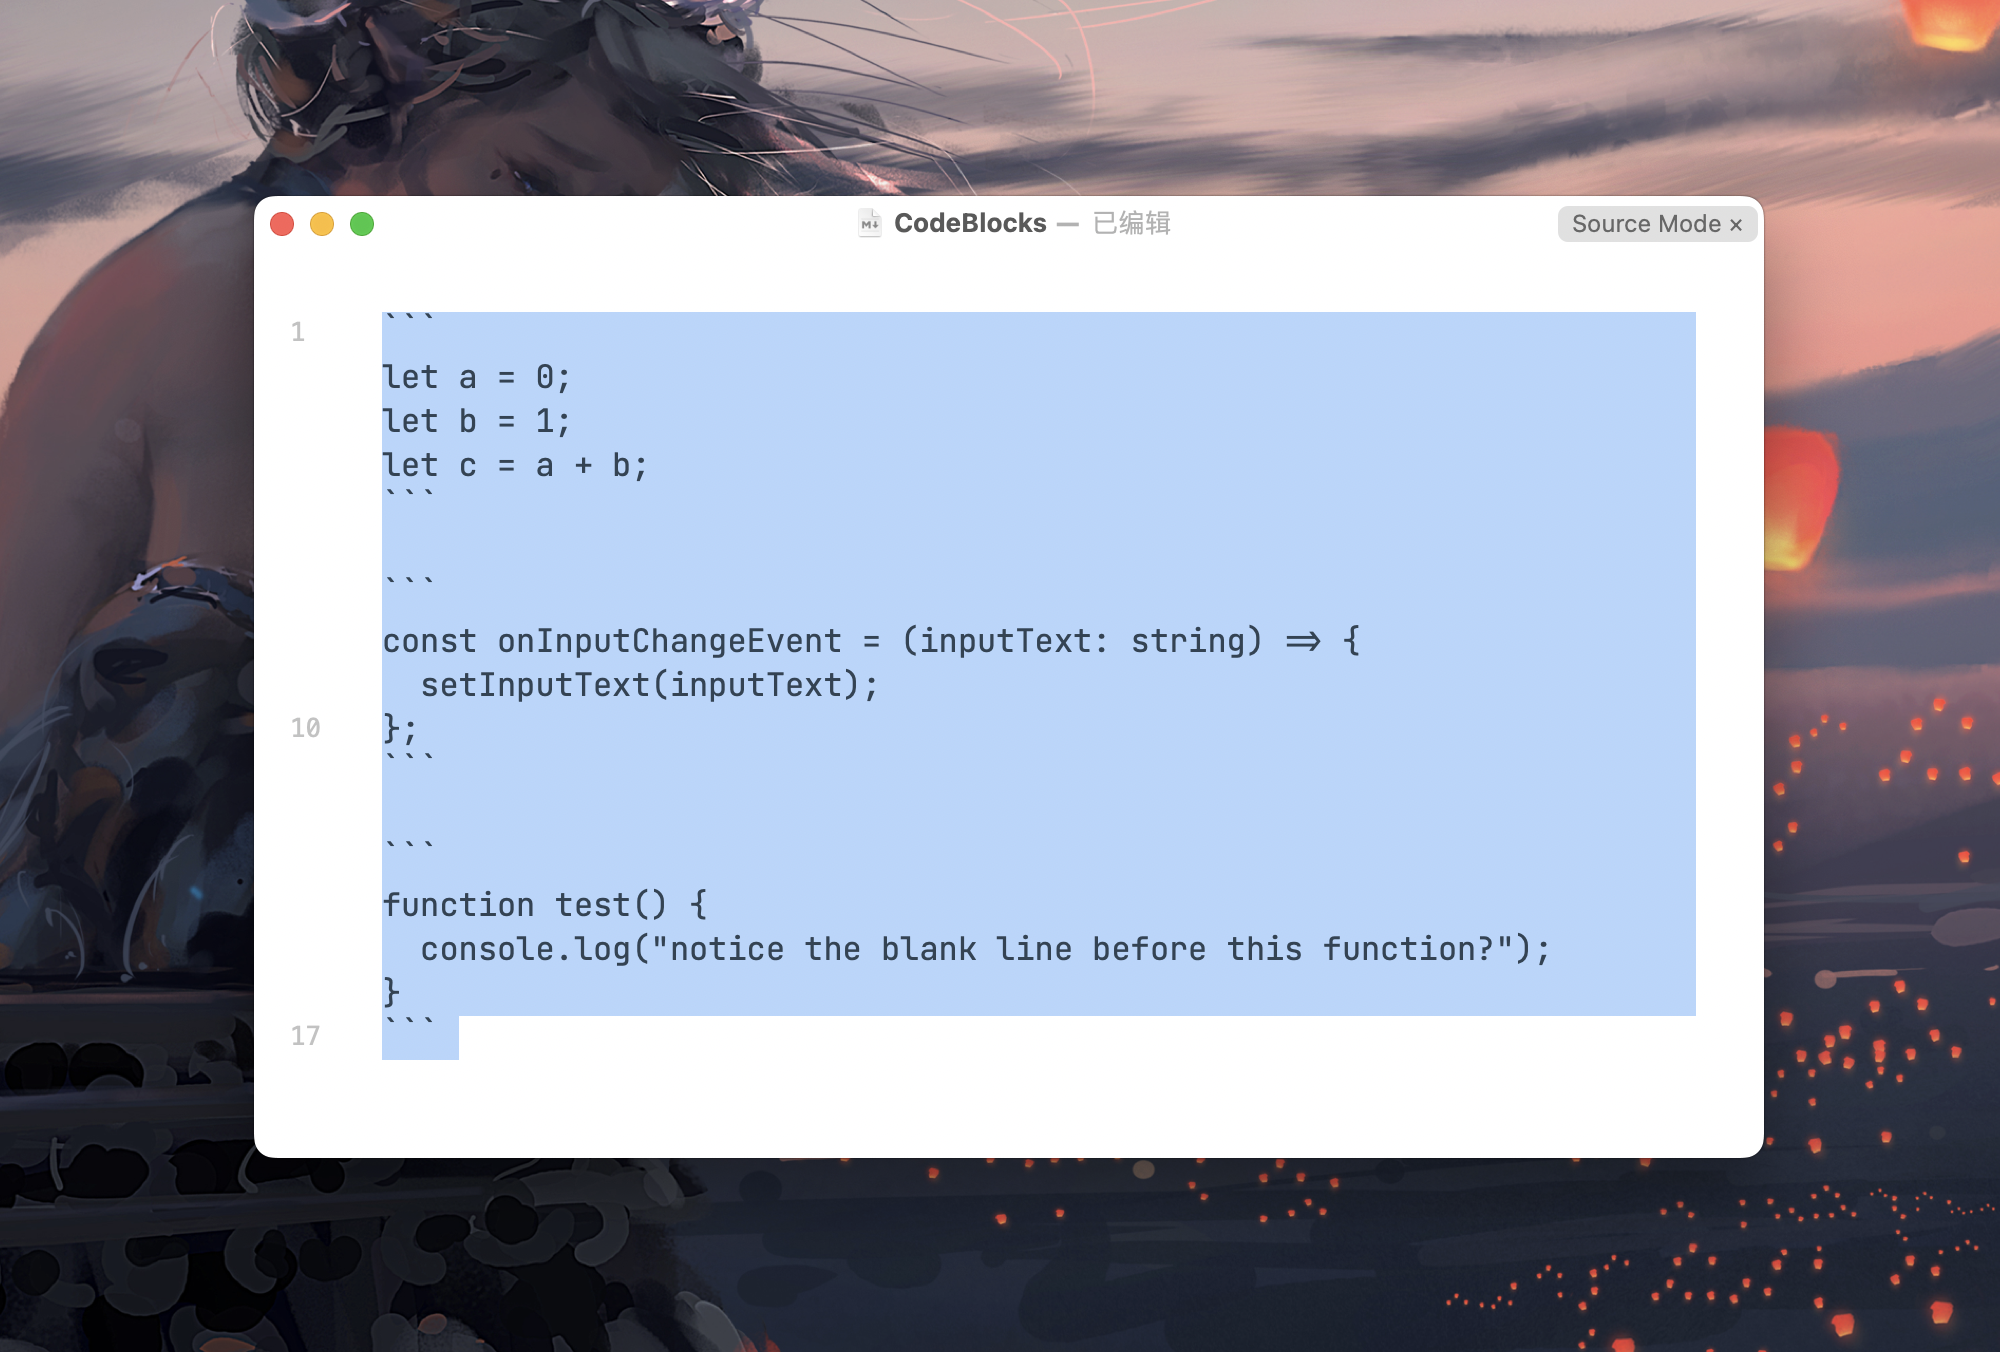 CodeBlocks — 已编辑
Source Mode ×
1
```
let a = 0;
let b = 1;
let c = a + b;
```
```
const onInputChangeEvent = (inputText: string) => {
  setInputText(inputText);
10
};
```
```
function test() {
  console.log("notice the blank line before this function?");
}
17
```